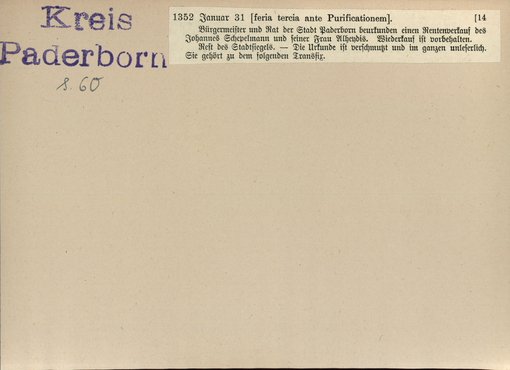 Kreis
Paderborn
S. 60
1352 Januar 31 [feria tercia ante Purificationem]. [14
Bürgermeister und Rat der Stadt Paderborn beurkunden einen Rentenverkauf des
Johannes Schepelmann und seiner Frau Alheydis. Wiederkauf ist vorbehalten.
Rest des Stadtsiegels. — Die Urkunde ist verschmutzt und im ganzen unleserlich.
Sie gehört zu dem folgenden Transfix.